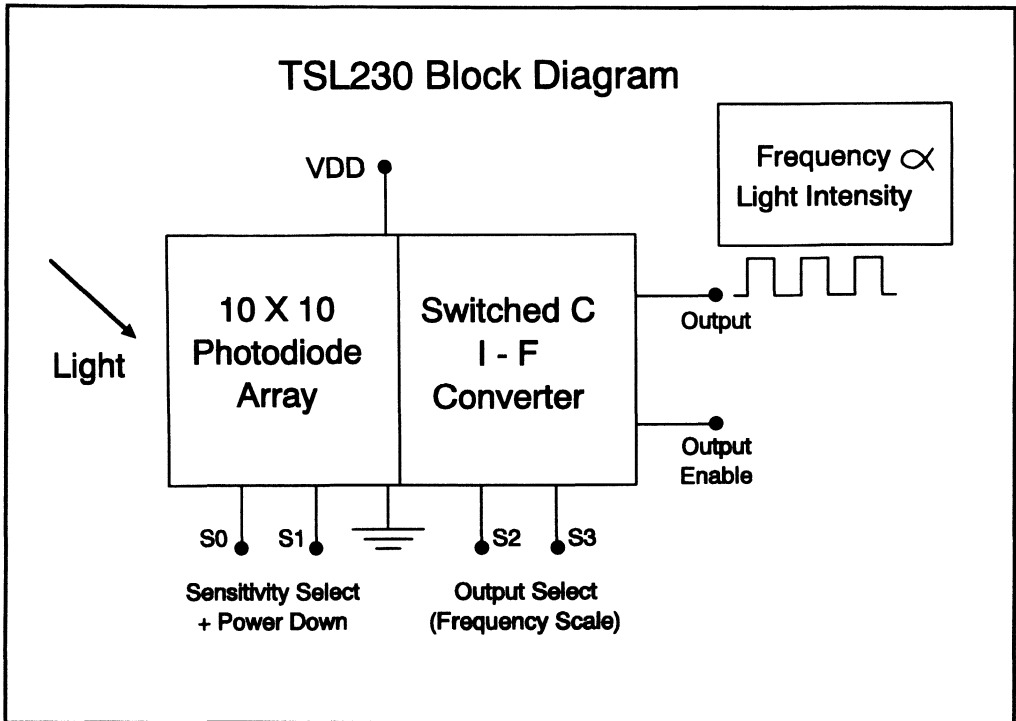 TSL230 Block Diagram
Frequency ∝
Light Intensity
VDD
Light
10 X 10
Photodiode
Array
Switched C
I - F
Converter
Output
Output
Enable
S0
S1
S2
S3
Sensitivity Select
+ Power Down
Output Select
(Frequency Scale)